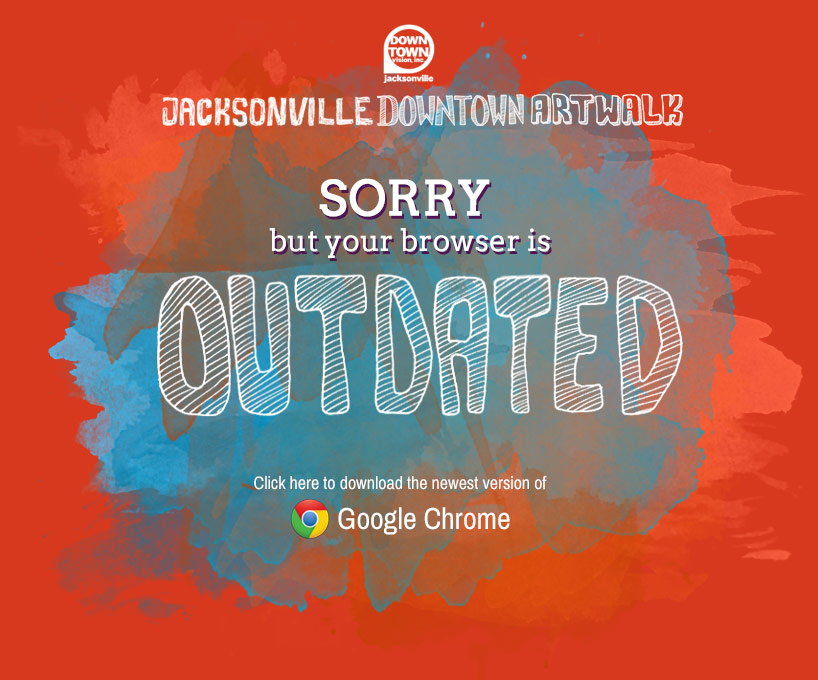 DOWN
TOWN
vision, inc.
jacksonville
JACKSONVILLE DOWNTOWN ARTWALK
SORRY
but your browser is
OUTDATED
Click here to download the newest version of
Google Chrome